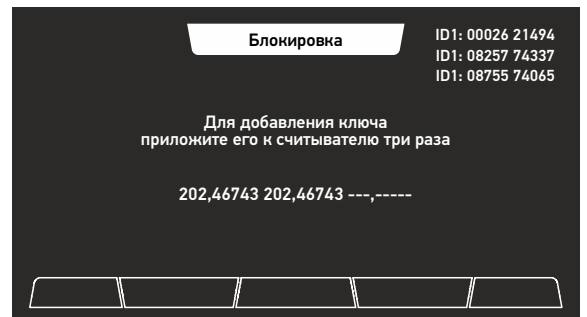 Блокировка
ID1: 00026 21494
ID1: 08257 74337
ID1: 08755 74065
Для добавления ключа
приложите его к считывателю три раза
202,46743 202,46743 ---,-----